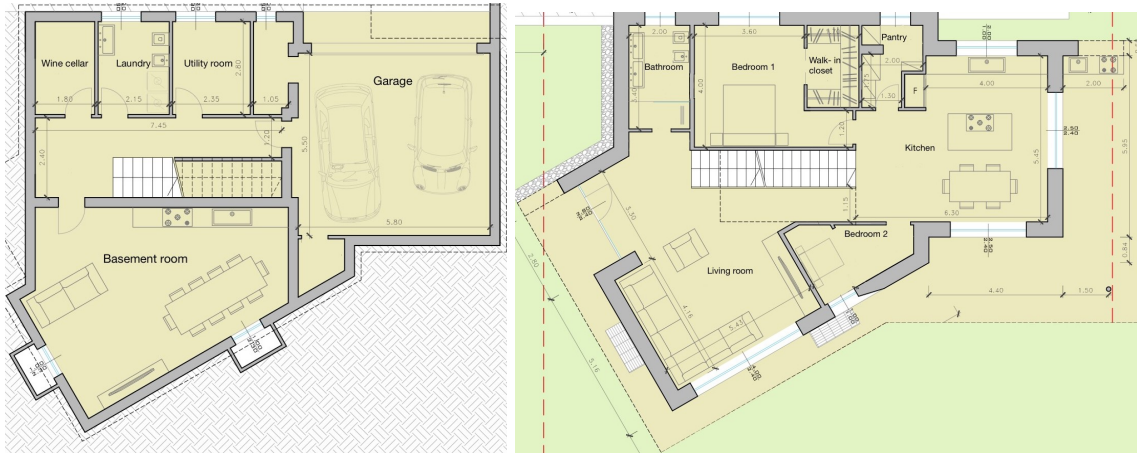 Wine cellar
Laundry
Utility room
2.60
Garage
1.80
2.15
2.35
1.05
7.45
1.20
2.40
5.50
5.80
Basement room
2.00
3.60
Pantry
Bathroom
Bedroom 1
Walk- in
closet
2.00
4.00
1.30
F
4.00
2.00
1.20
Kitchen
5.45
5.95
1.15
6.30
Bedroom 2
0.84
3.50
Living room
2.80
4.16
5.43
4.40
1.50
5.16